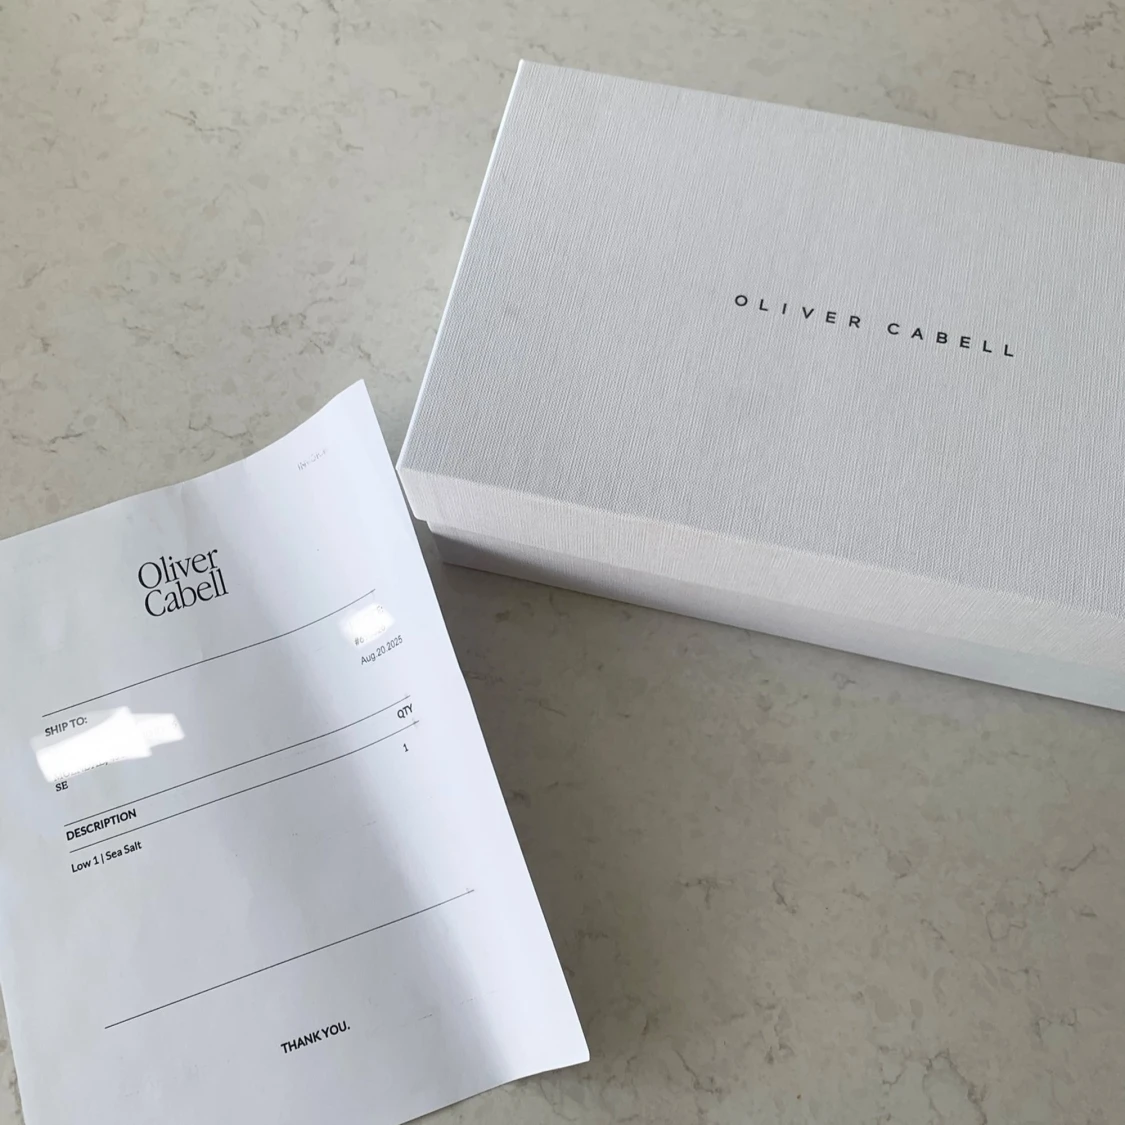 OLIVER CABELL
Oliver
Cabell
Aug.20.2025
SHIP TO:
SE
DESCRIPTION QTY
Low 1 | Sea Salt 1
THANK YOU.